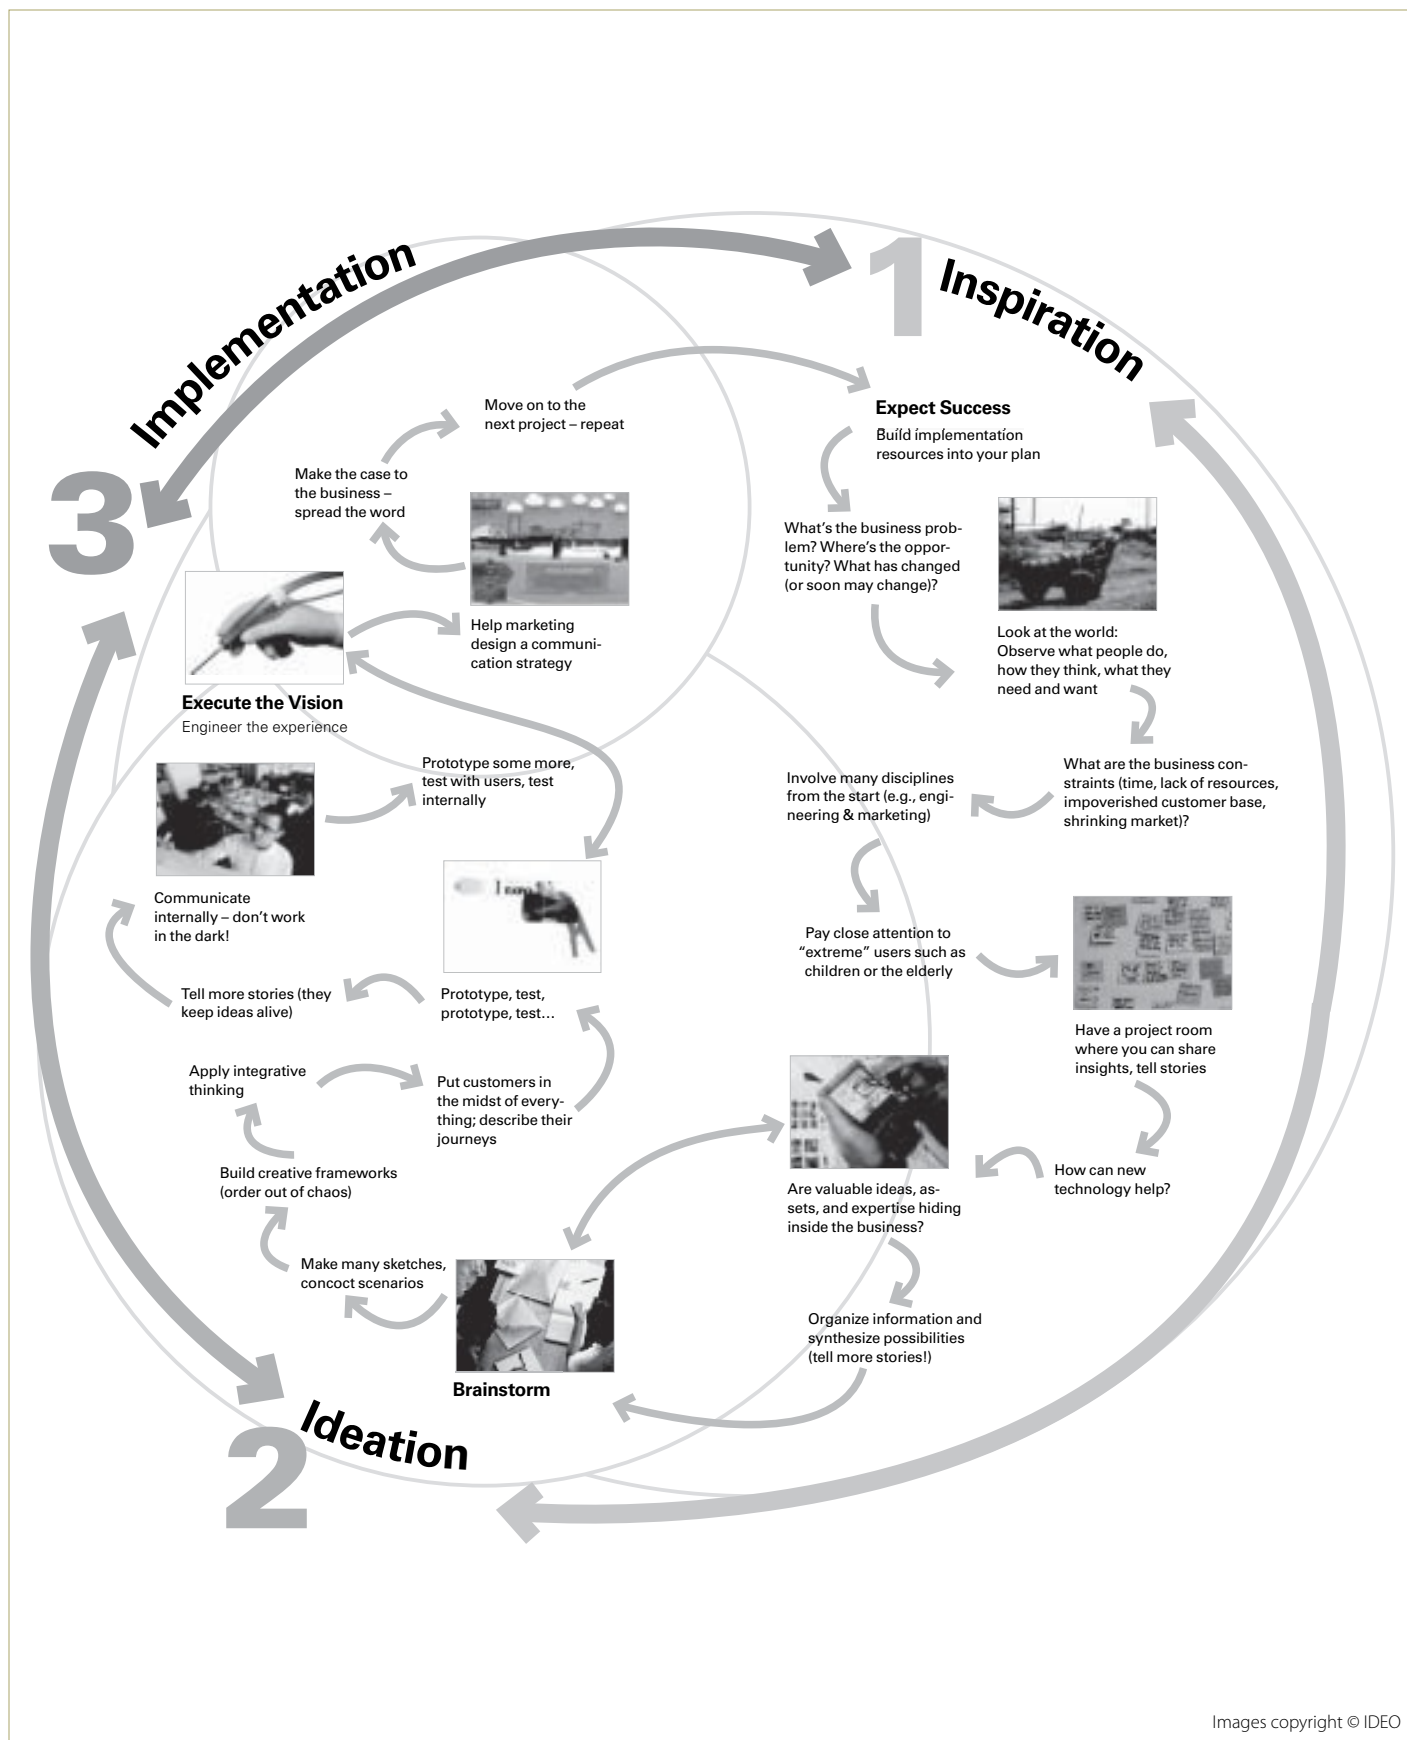 1
Inspiration
Expect Success
Build implementation
resources into your plan
What's the business prob-
lem? Where's the oppor-
tunity? What has changed
(or soon may change)?
Look at the world:
Observe what people do,
how they think, what they
need and want
What are the business con-
straints (time, lack of resources,
impoverished customer base,
shrinking market)?
Involve many disciplines
from the start (e.g., engi-
neering & marketing)
Pay close attention to
“extreme” users such as
children or the elderly
Have a project room
where you can share
insights, tell stories
How can new
technology help?
Are valuable ideas, as-
sets, and expertise hiding
inside the business?
Organize information and
synthesize possibilities
(tell more stories!)
2
Ideation
Brainstorm
Make many sketches,
concoct scenarios
Build creative frameworks
(order out of chaos)
Apply integrative
thinking
Put customers in
the midst of every-
thing; describe their
journeys
Prototype, test,
prototype, test…
Tell more stories (they
keep ideas alive)
Communicate
internally – don't work
in the dark!
Prototype some more,
test with users, test
internally
3
Implementation
Execute the Vision
Engineer the experience
Help marketing
design a communi-
cation strategy
Make the case to
the business –
spread the word
Move on to the
next project – repeat
Images copyright © IDEO